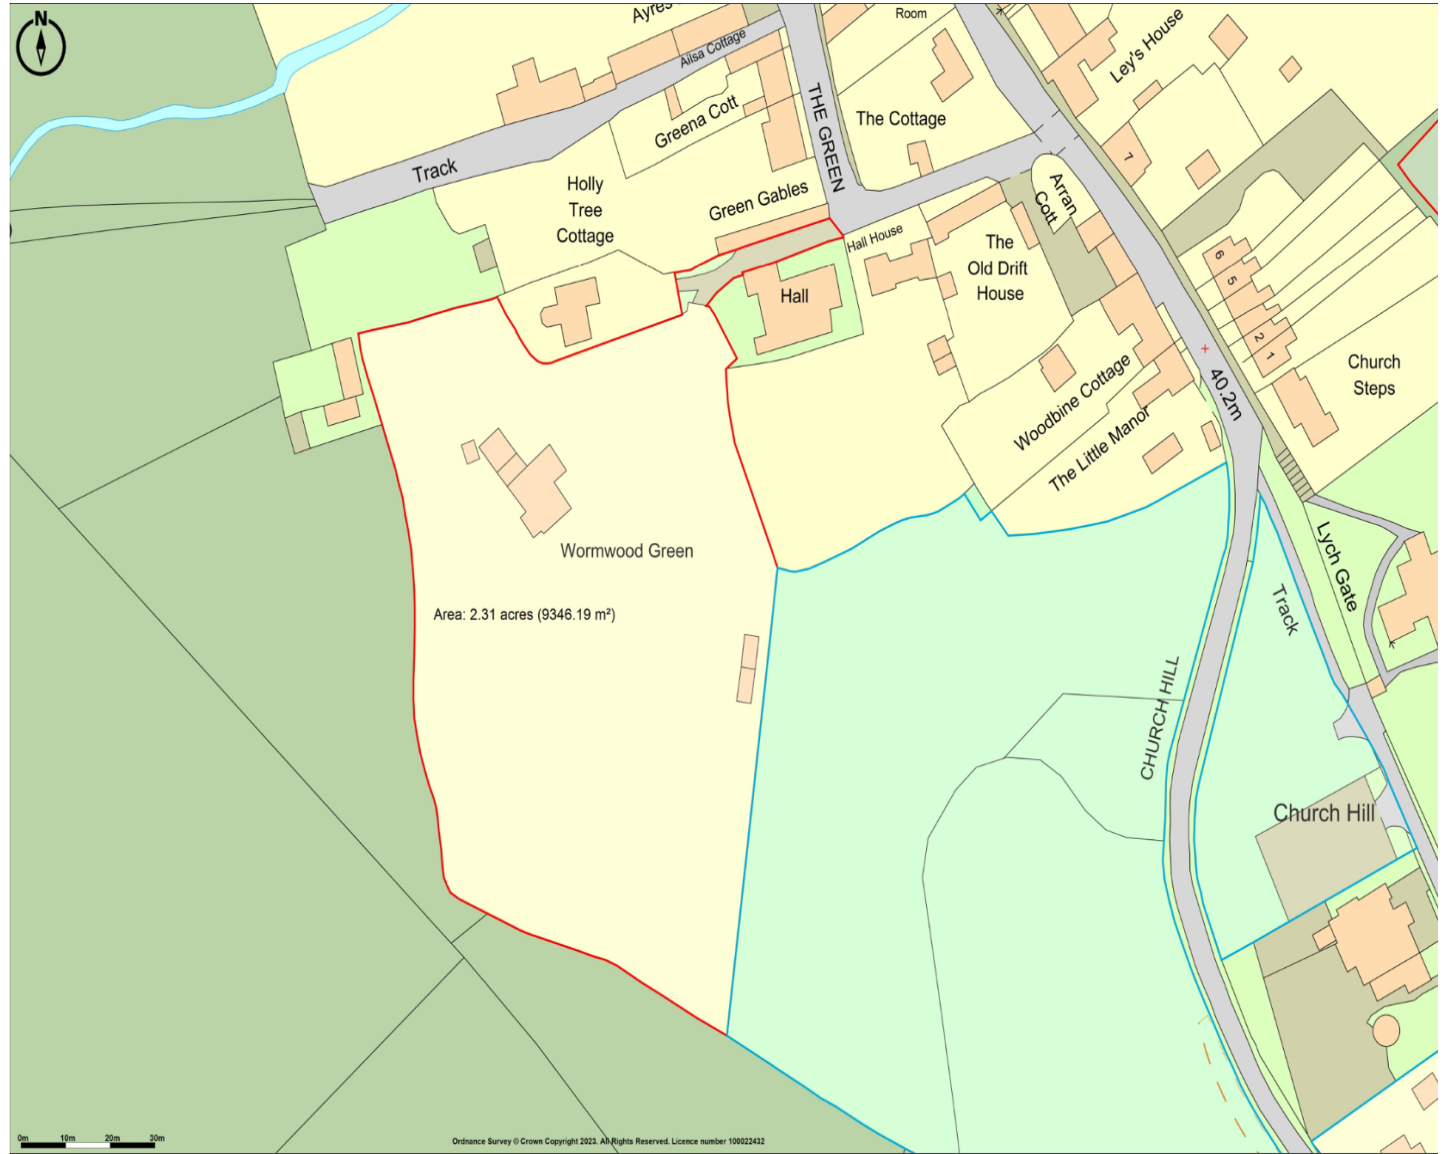 N
Ayres
Room
Ailsa Cottage
Ley's House
THE GREEN
Greena Cott
The Cottage
Track
7
Holly
Tree
Cottage
Green Gables
Arran
Cott
Hall House
The
Old Drift
House
Hall
6
5
2
1
Church
Steps
40.2m
Woodbine Cottage
The Little Manor
Wormwood Green
Lych Gate
Area: 2.31 acres (9346.19 m²)
Track
CHURCH HILL
Church Hill
0m 10m 20m 30m
Ordnance Survey © Crown Copyright 2023. All Rights Reserved. Licence number 100022432